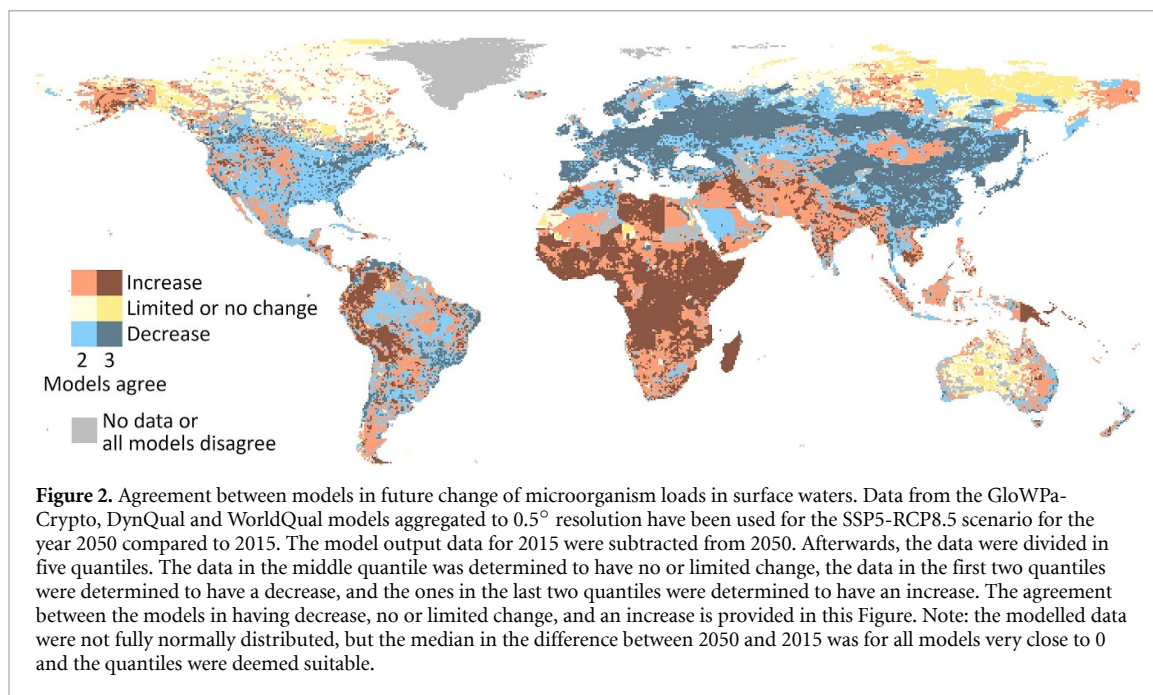 Increase
Limited or no change
Decrease
2 3
Models agree
No data or
all models disagree
Figure 2. Agreement between models in future change of microorganism loads in surface waters. Data from the GloWPa-
Crypto, DynQual and WorldQual models aggregated to 0.5° resolution have been used for the SSP5-RCP8.5 scenario for the
year 2050 compared to 2015. The model output data for 2015 were subtracted from 2050. Afterwards, the data were divided in
five quantiles. The data in the middle quantile was determined to have no or limited change, the data in the first two quantiles
were determined to have a decrease, and the ones in the last two quantiles were determined to have an increase. The agreement
between the models in having decrease, no or limited change, and an increase is provided in this Figure. Note: the modelled data
were not fully normally distributed, but the median in the difference between 2050 and 2015 was for all models very close to 0
and the quantiles were deemed suitable.